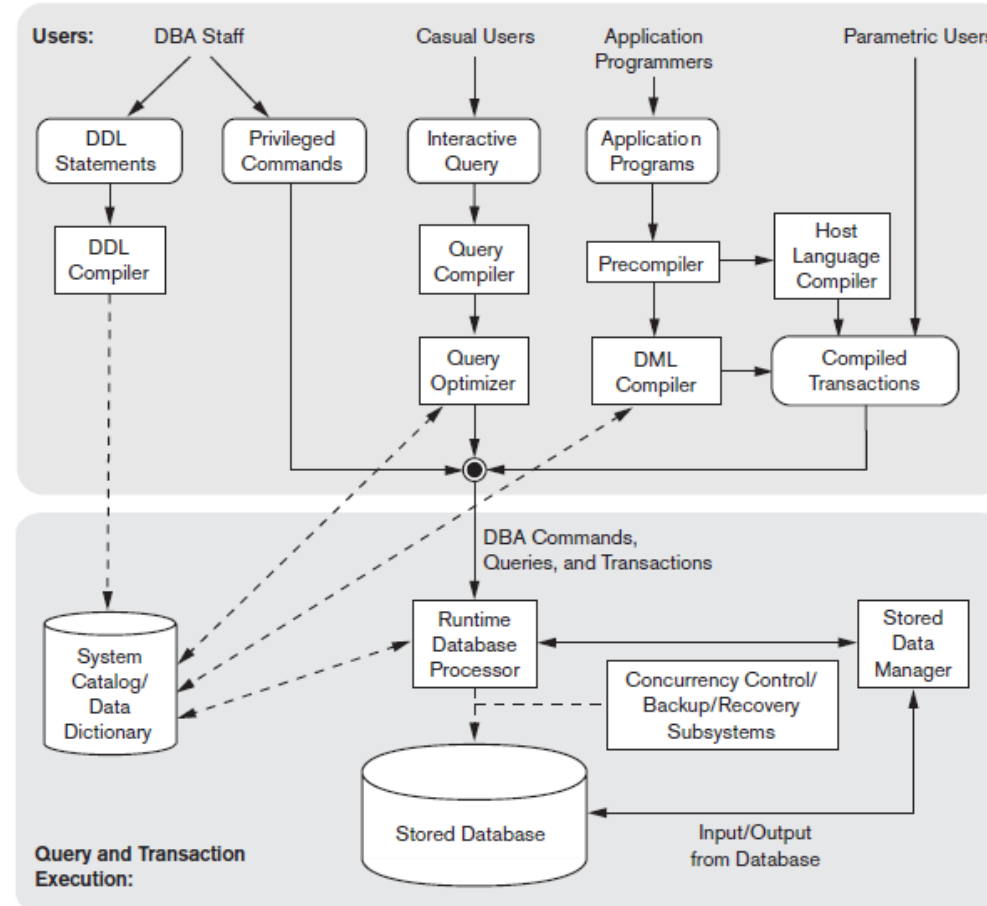 Users:
DBA Staff
Casual Users
Application
Programmers
Parametric Users
DDL
Statements
Privileged
Commands
Interactive
Query
Application
Programs
DDL
Compiler
Query
Compiler
Precompiler
Host
Language
Compiler
Query
Optimizer
DML
Compiler
Compiled
Transactions
DBA Commands,
Queries, and Transactions
System
Catalog/
Data
Dictionary
Runtime
Database
Processor
Stored
Data
Manager
Concurrency Control/
Backup/Recovery
Subsystems
Stored Database
Input/Output
from Database
Query and Transaction
Execution: